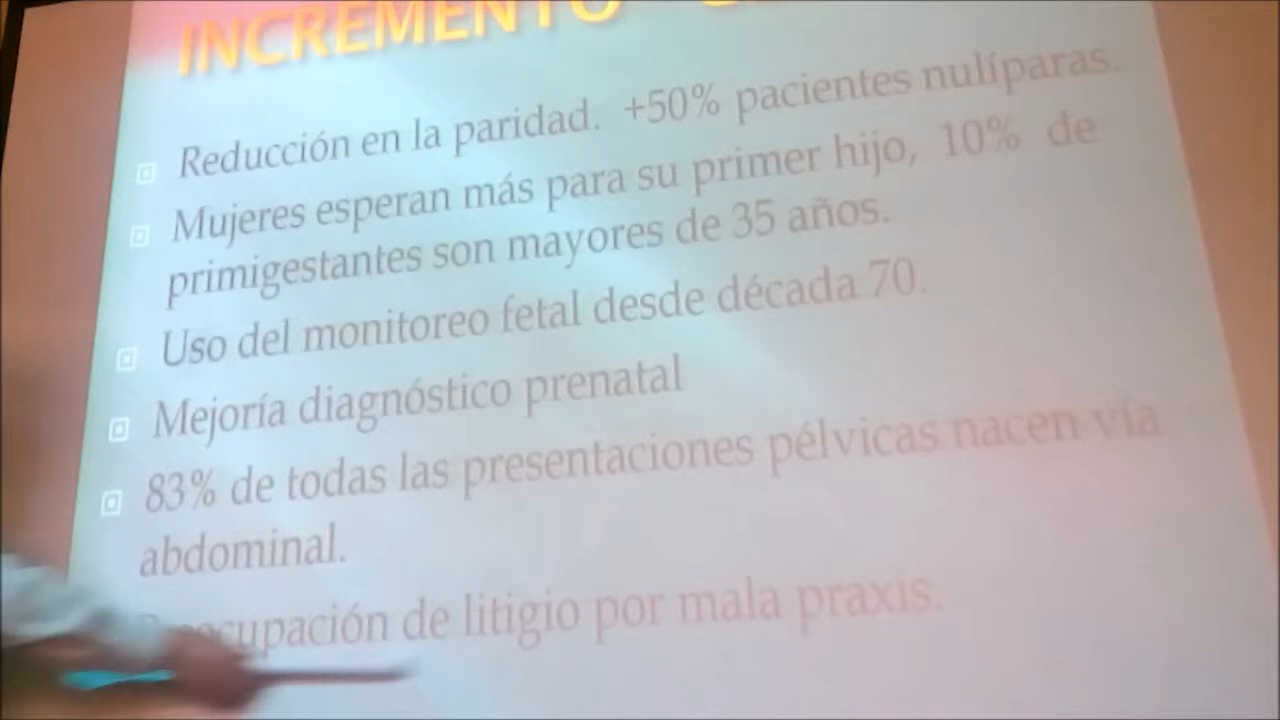 INCREMENTO
Reducción en la paridad. +50% pacientes nulíparas.
Mujeres esperan más para su primer hijo, 10% de
primigestantes son mayores de 35 años.
Uso del monitoreo fetal desde década 70.
Mejoría diagnóstico prenatal
83% de todas las presentaciones pélvicas nacen vía
abdominal.
de litigio por mala praxis.